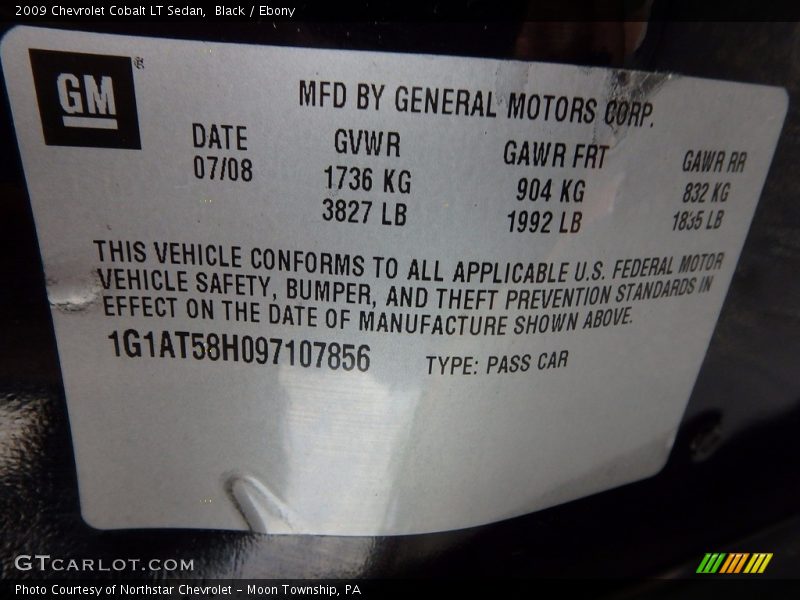 2009 Chevrolet Cobalt LT Sedan, Black / Ebony
GM®
MFD BY GENERAL MOTORS CORP.
DATE GVWR GAWR FRT GAWR RR
07/08 1736 KG 904 KG 832 KG
3827 LB 1992 LB 1835 LB
THIS VEHICLE CONFORMS TO ALL APPLICABLE U.S. FEDERAL MOTOR
VEHICLE SAFETY, BUMPER, AND THEFT PREVENTION STANDARDS IN
EFFECT ON THE DATE OF MANUFACTURE SHOWN ABOVE.
1G1AT58H097107856 TYPE: PASS CAR
GTCARLOT.COM
Photo Courtesy of Northstar Chevrolet - Moon Township, PA